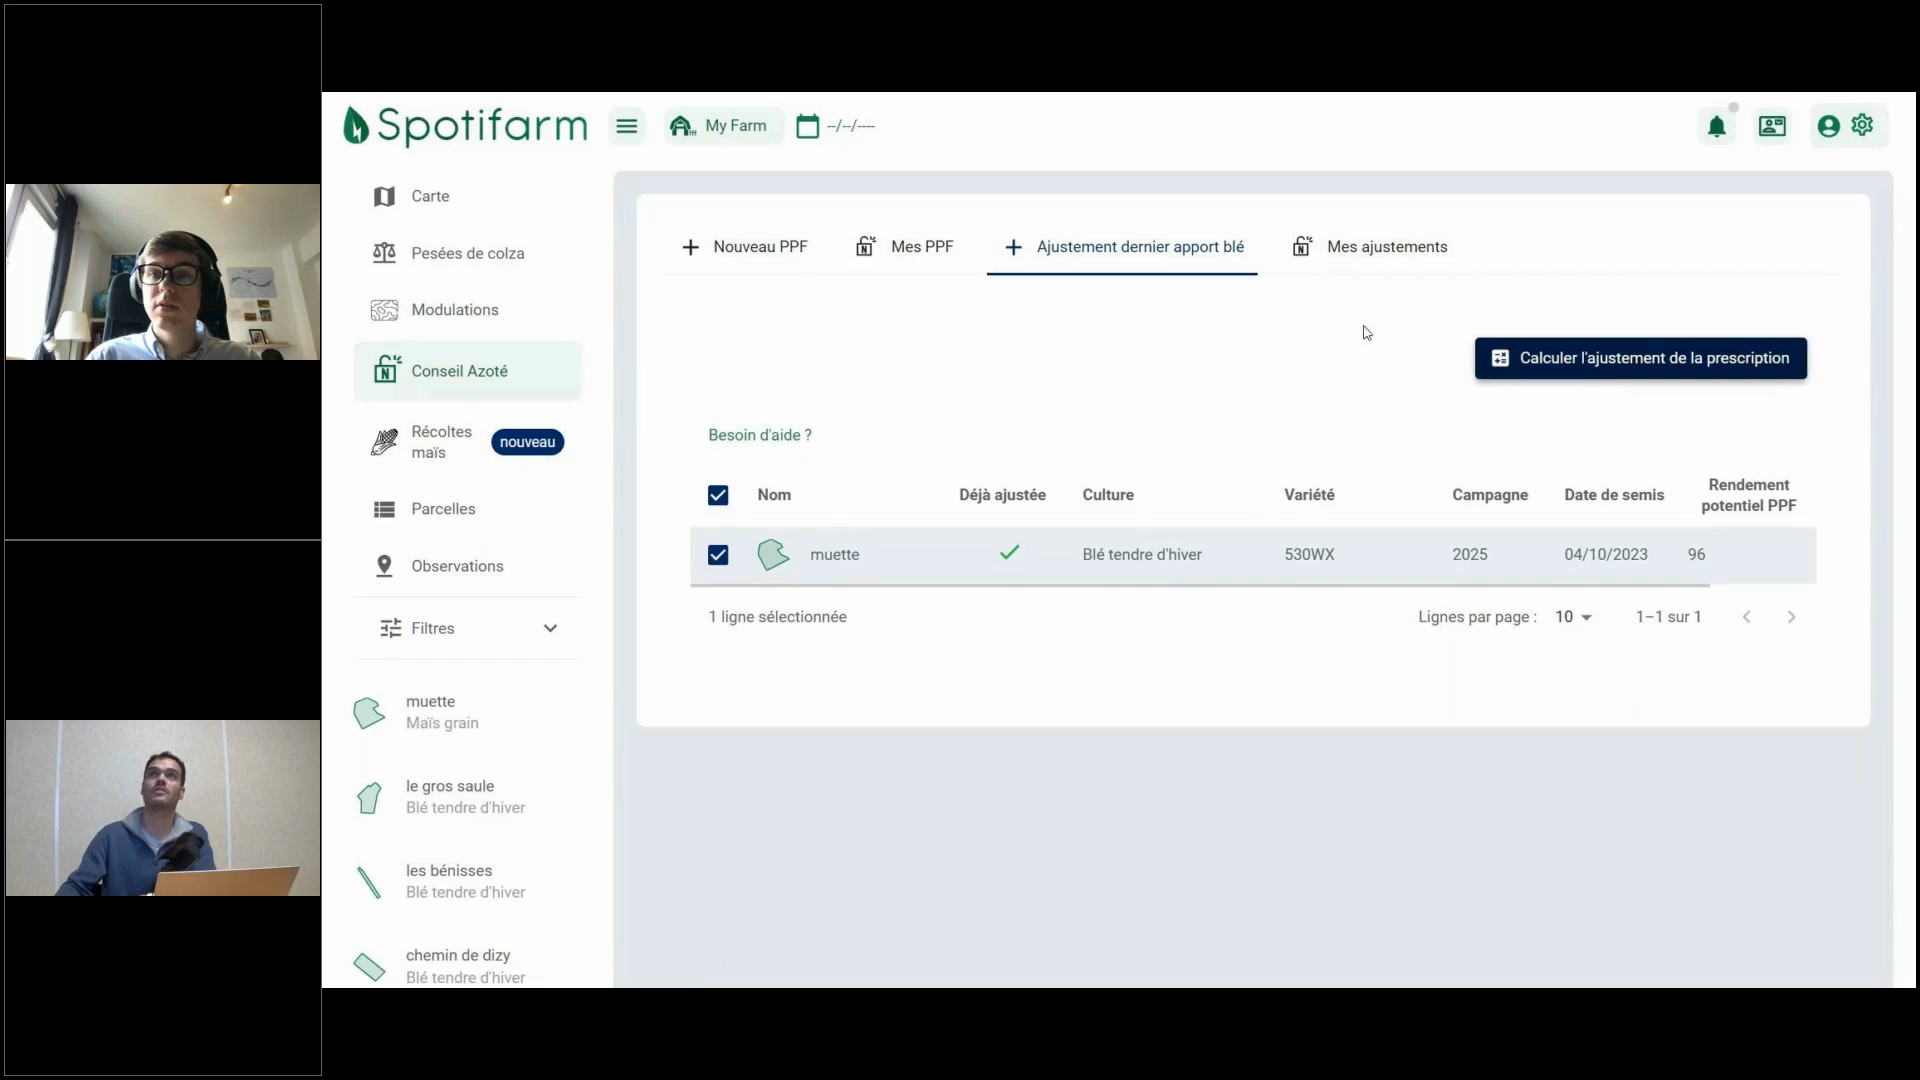 Spotifarm
My Farm
--/--/----
Carte
Pesées de colza
Modulations
N
Conseil Azoté
Récoltes
maïs
nouveau
Parcelles
Observations
Filtres
muette
Maïs grain
le gros saule
Blé tendre d'hiver
les bénisses
Blé tendre d'hiver
chemin de dizy
Blé tendre d'hiver
Nouveau PPF
N
Mes PPF
Ajustement dernier apport blé
N
Mes ajustements
Calculer l'ajustement de la prescription
Besoin d'aide ?
Nom
Déjà ajustée
Culture
Variété
Campagne
Date de semis
Rendement
potentiel PPF
muette
Blé tendre d'hiver
530WX
2025
04/10/2023
96
1 ligne sélectionnée
Lignes par page :
10
1–1 sur 1